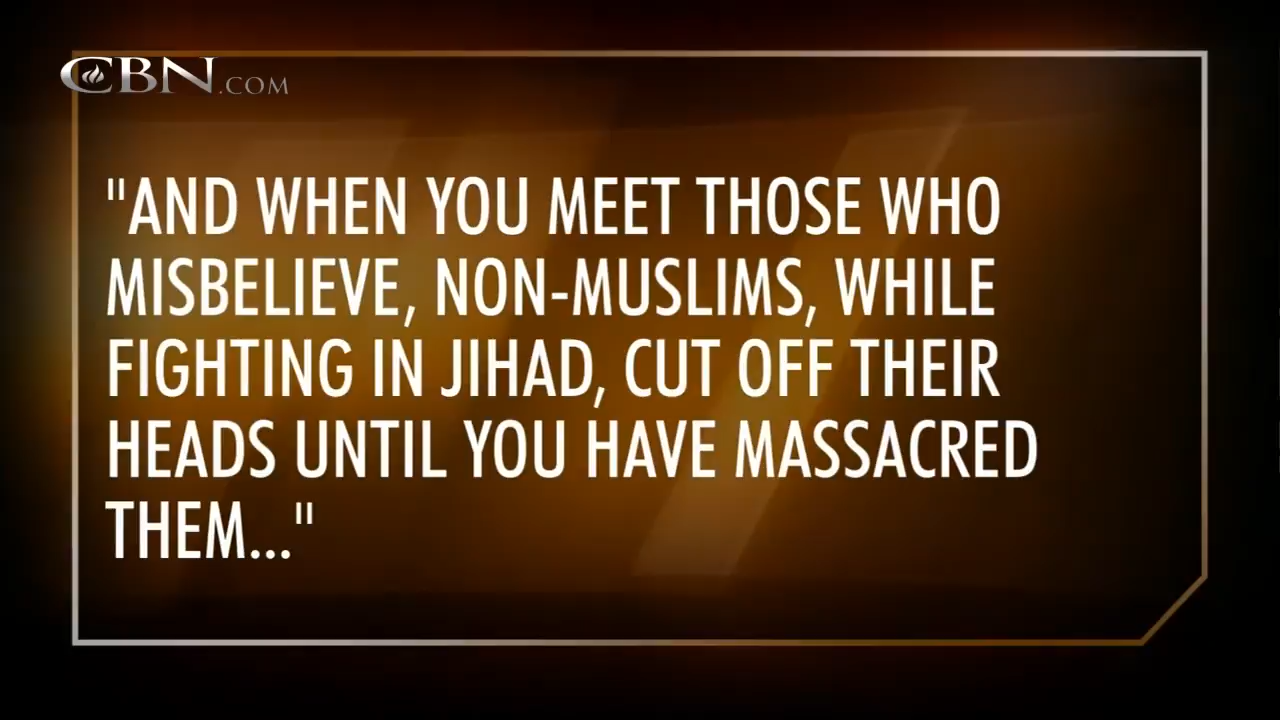 CBN.COM
"AND WHEN YOU MEET THOSE WHO
MISBELIEVE, NON-MUSLIMS, WHILE
FIGHTING IN JIHAD, CUT OFF THEIR
HEADS UNTIL YOU HAVE MASSACRED
THEM..."